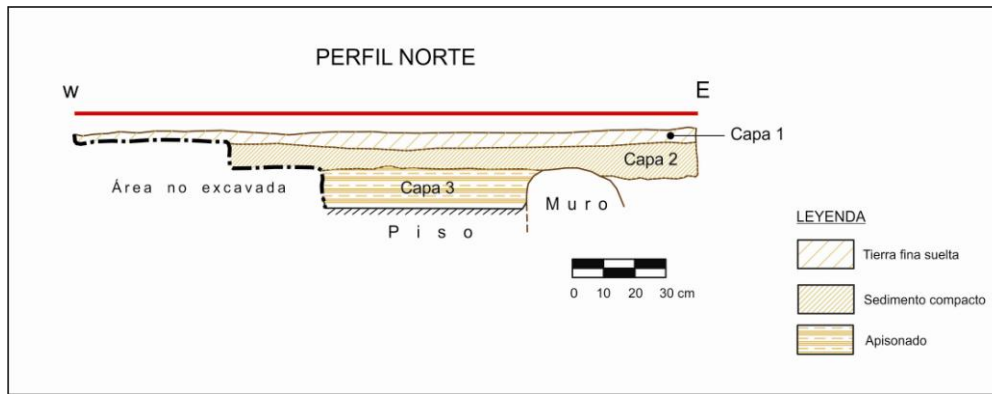 PERFIL NORTE
W
E
Capa 1
Capa 2
Capa 3
Área no excavada
Muro
Piso
0 10 20 30 cm
LEYENDA
Tierra fina suelta
Sedimento compacto
Apisonado